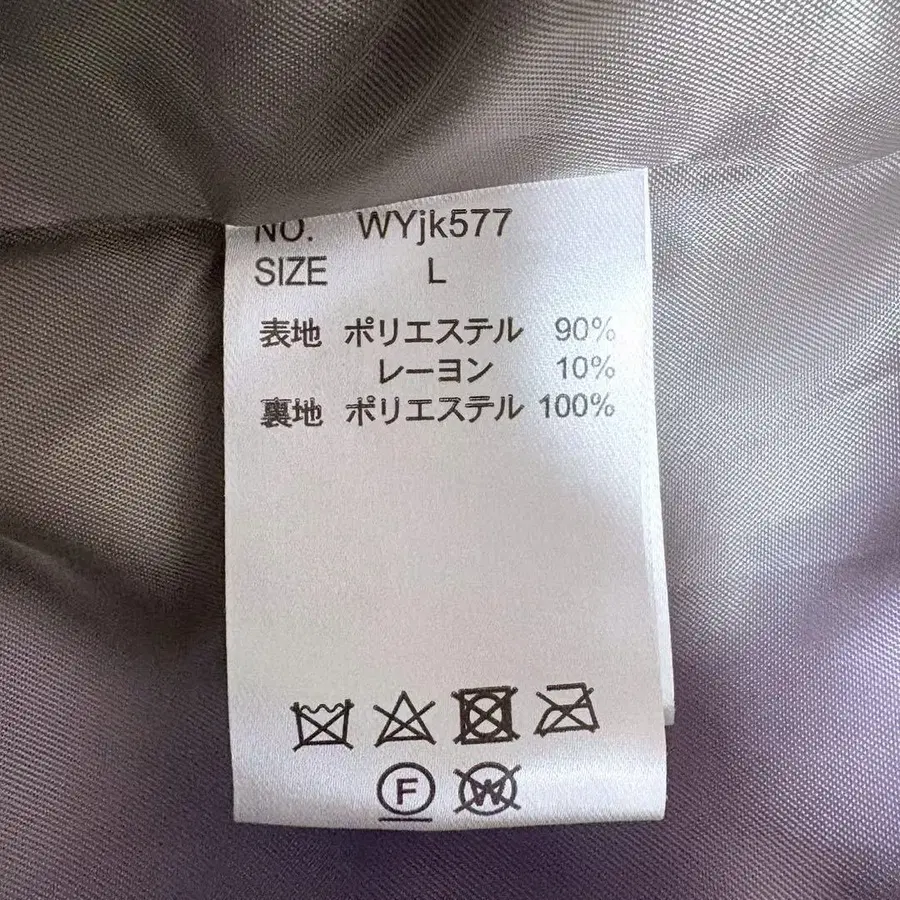 NO. WYjk577
SIZE L
表地 ポリエステル 90%
レーヨン 10%
裏地 ポリエステル 100%
F W